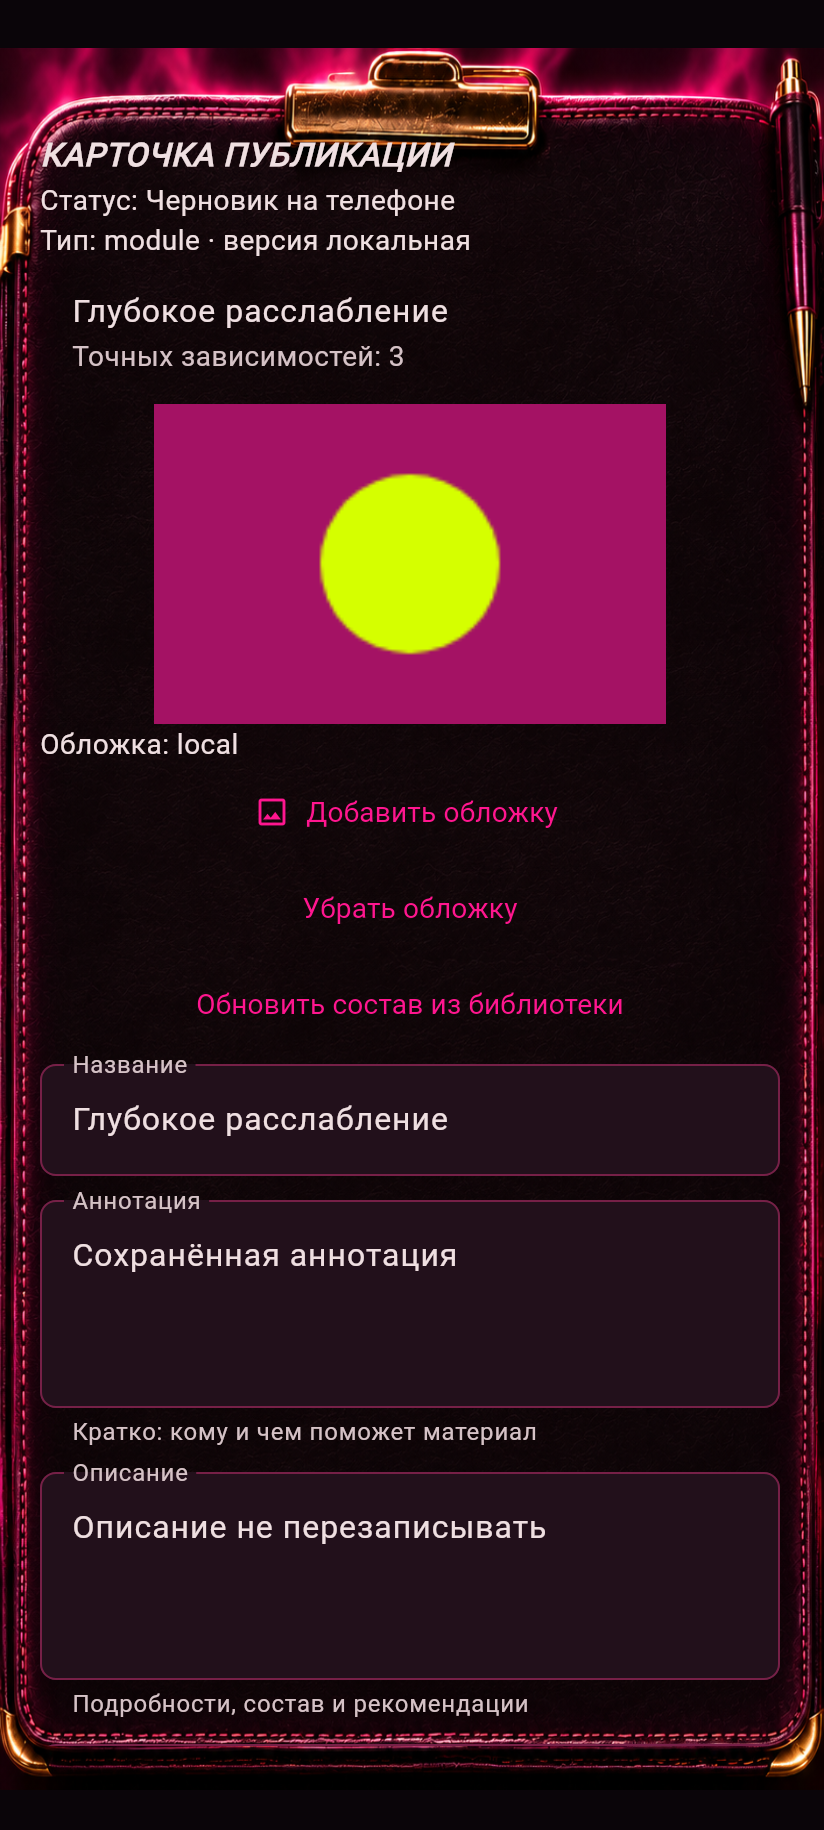 КАРТОЧКА ПУБЛИКАЦИИ
Статус: Черновик на телефоне
Тип: module · версия локальная
Глубокое расслабление
Точных зависимостей: 3
Обложка: local
Добавить обложку
Убрать обложку
Обновить состав из библиотеки
Название
Глубокое расслабление
Аннотация
Сохранённая аннотация
Кратко: кому и чем поможет материал
Описание
Описание не перезаписывать
Подробности, состав и рекомендации